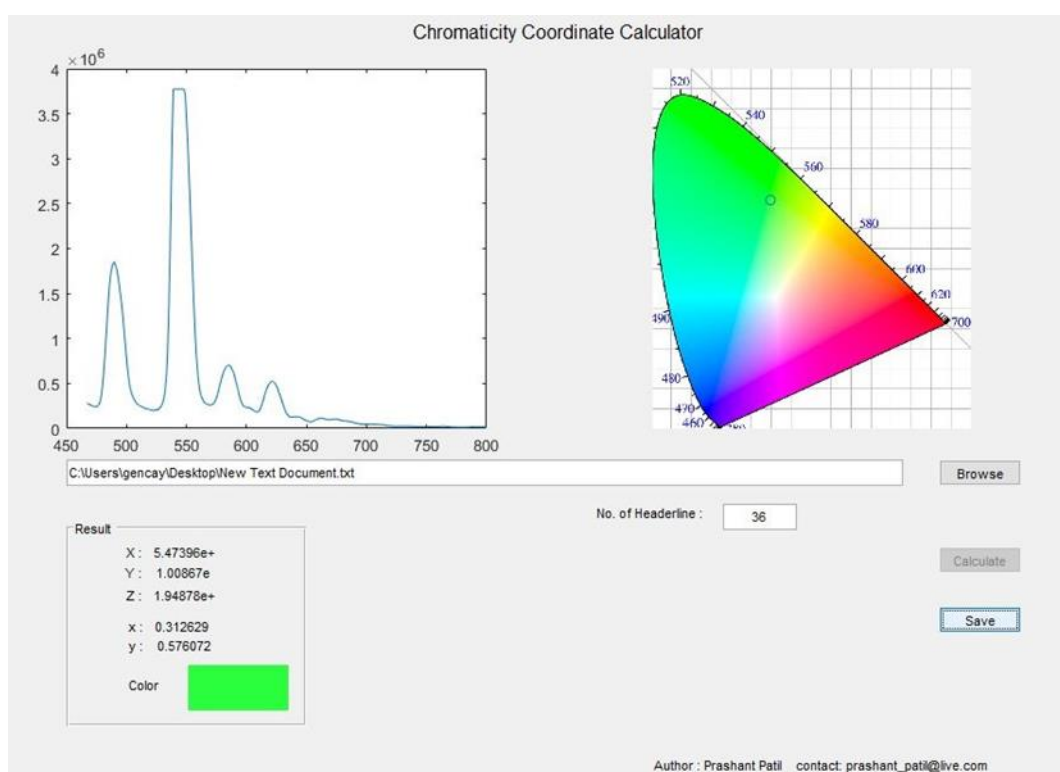 Chromaticity Coordinate Calculator
× 10⁶
4
3.5
3
2.5
2
1.5
1
0.5
0
450 500 550 600 650 700 750 800
520
540
560
580
600
620
700
490
480
470
460
380
C:\Users\gencay\Desktop\New Text Document.txt
Browse
No. of Headerline : 36
Result
X : 5.47396e+
Y : 1.00867e
Z : 1.94878e+
x : 0.312629
y : 0.576072
Color
Calculate
Save
Author : Prashant Patil contact: prashant_patil@live.com